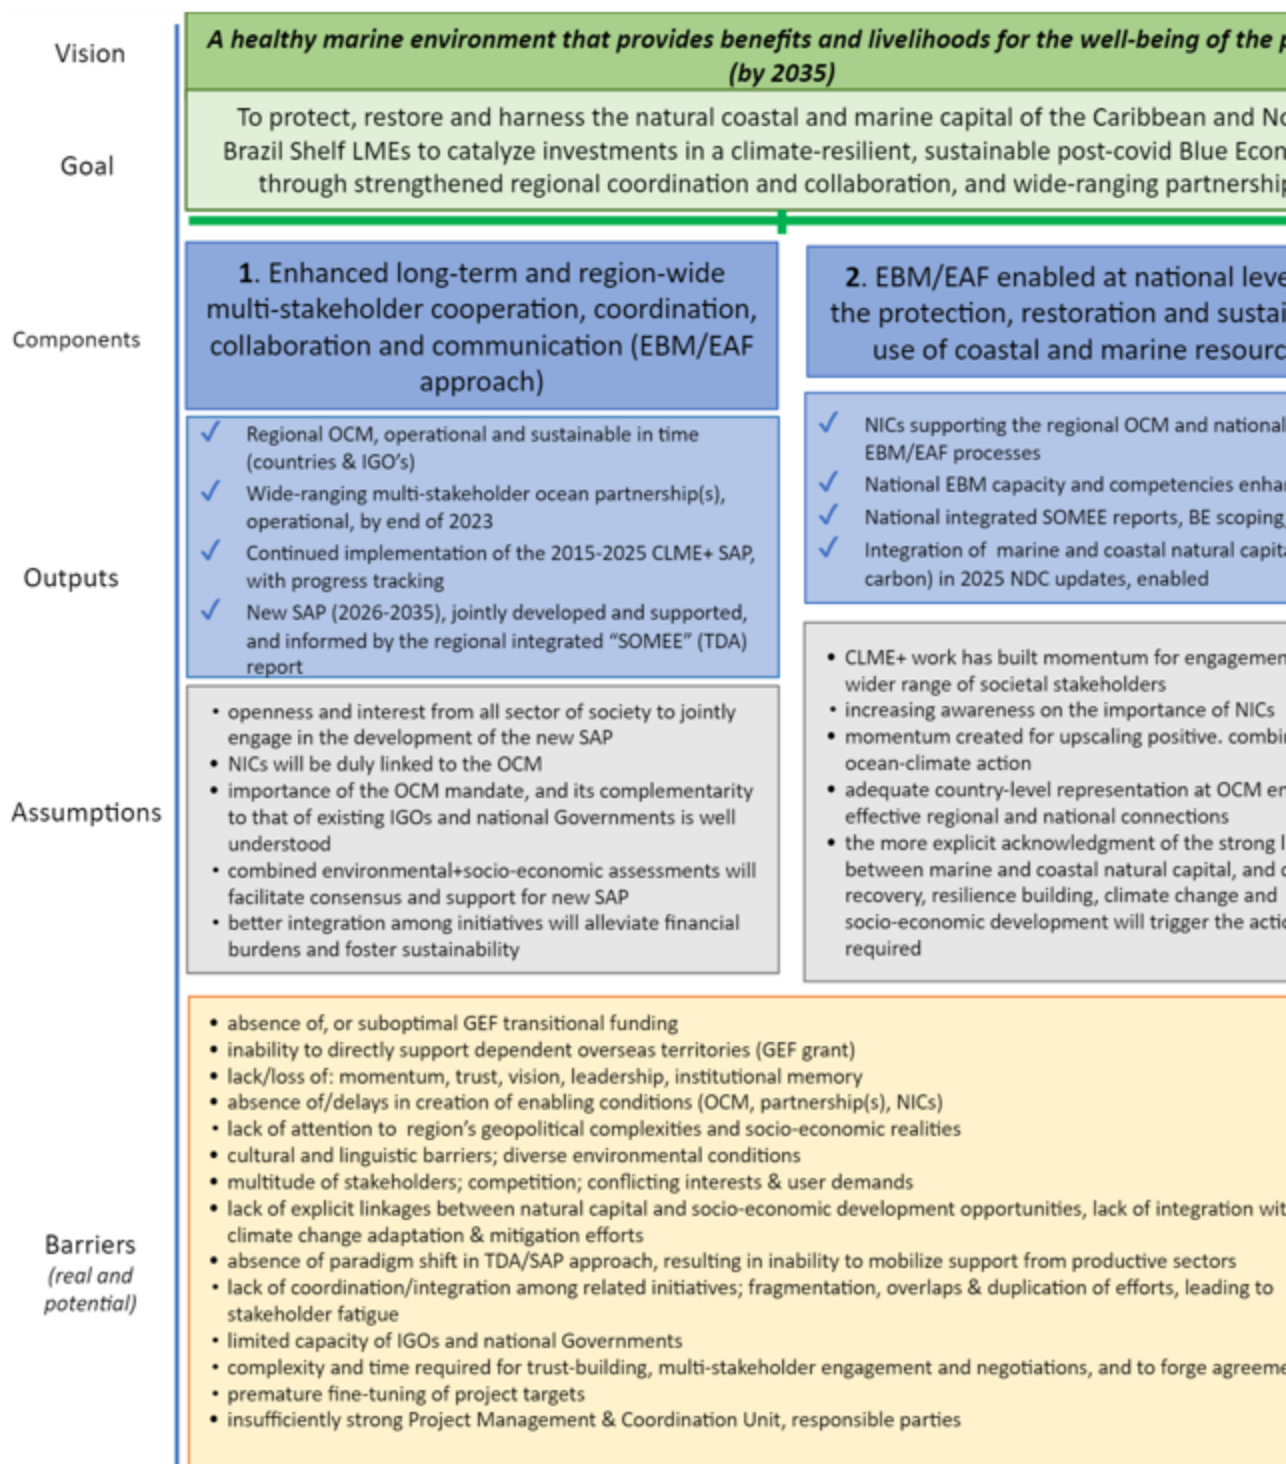 Vision
A healthy marine environment that provides benefits and livelihoods for the well-being of the
(by 2035)
Goal
To protect, restore and harness the natural coastal and marine capital of the Caribbean and
Brazil Shelf LMEs to catalyze investments in a climate-resilient, sustainable post-covid Blue
through strengthened regional coordination and collaboration, and wide-ranging
Components
1. Enhanced long-term and region-wide
multi-stakeholder cooperation, coordination,
collaboration and communication (EBM/EAF
approach)
2. EBM/EAF enabled at national
the protection, restoration and
use of coastal and marine
Outputs
✓ Regional OCM, operational and sustainable in time
(countries & IGO’s)
✓ Wide-ranging multi-stakeholder ocean partnership(s),
operational, by end of 2023
✓ Continued implementation of the 2015-2025 CLME+ SAP,
with progress tracking
✓ New SAP (2026-2035), jointly developed and supported,
and informed by the regional integrated “SOMEE” (TDA)
report
✓ NICs supporting the regional OCM and national
EBM/EAF processes
✓ National EBM capacity and competencies
✓ National integrated SOMEE reports, BE scoping,
✓ Integration of  marine and coastal natural
carbon) in 2025 NDC updates, enabled
Assumptions
• openness and interest from all sector of society to jointly
engage in the development of the new SAP
• NICs will be duly linked to the OCM
• importance of the OCM mandate, and its complementarity
to that of existing IGOs and national Governments is well
understood
• combined environmental+socio-economic assessments will
facilitate consensus and support for new SAP
• better integration among initiatives will alleviate financial
burdens and foster sustainability
• CLME+ work has built momentum for
wider range of societal stakeholders
• increasing awareness on the importance of NICs
• momentum created for upscaling positive.
ocean-climate action
• adequate country-level representation at OCM
effective regional and national connections
• the more explicit acknowledgment of the strong
between marine and coastal natural capital, and
recovery, resilience building, climate change and
socio-economic development will trigger the
required
Barriers
(real and
potential)
• absence of, or suboptimal GEF transitional funding
• inability to directly support dependent overseas territories (GEF grant)
• lack/loss of: momentum, trust, vision, leadership, institutional memory
• absence of/delays in creation of enabling conditions (OCM, partnership(s), NICs)
• lack of attention to  region’s geopolitical complexities and socio-economic realities
• cultural and linguistic barriers; diverse environmental conditions
• multitude of stakeholders; competition; conflicting interests & user demands
• lack of explicit linkages between natural capital and socio-economic development opportunities, lack of integration
climate change adaptation & mitigation efforts
• absence of paradigm shift in TDA/SAP approach, resulting in inability to mobilize support from productive sectors
• lack of coordination/integration among related initiatives; fragmentation, overlaps & duplication of efforts, leading to
stakeholder fatigue
• limited capacity of IGOs and national Governments
• complexity and time required for trust-building, multi-stakeholder engagement and negotiations, and to forge
• premature fine-tuning of project targets
• insufficiently strong Project Management & Coordination Unit, responsible parties